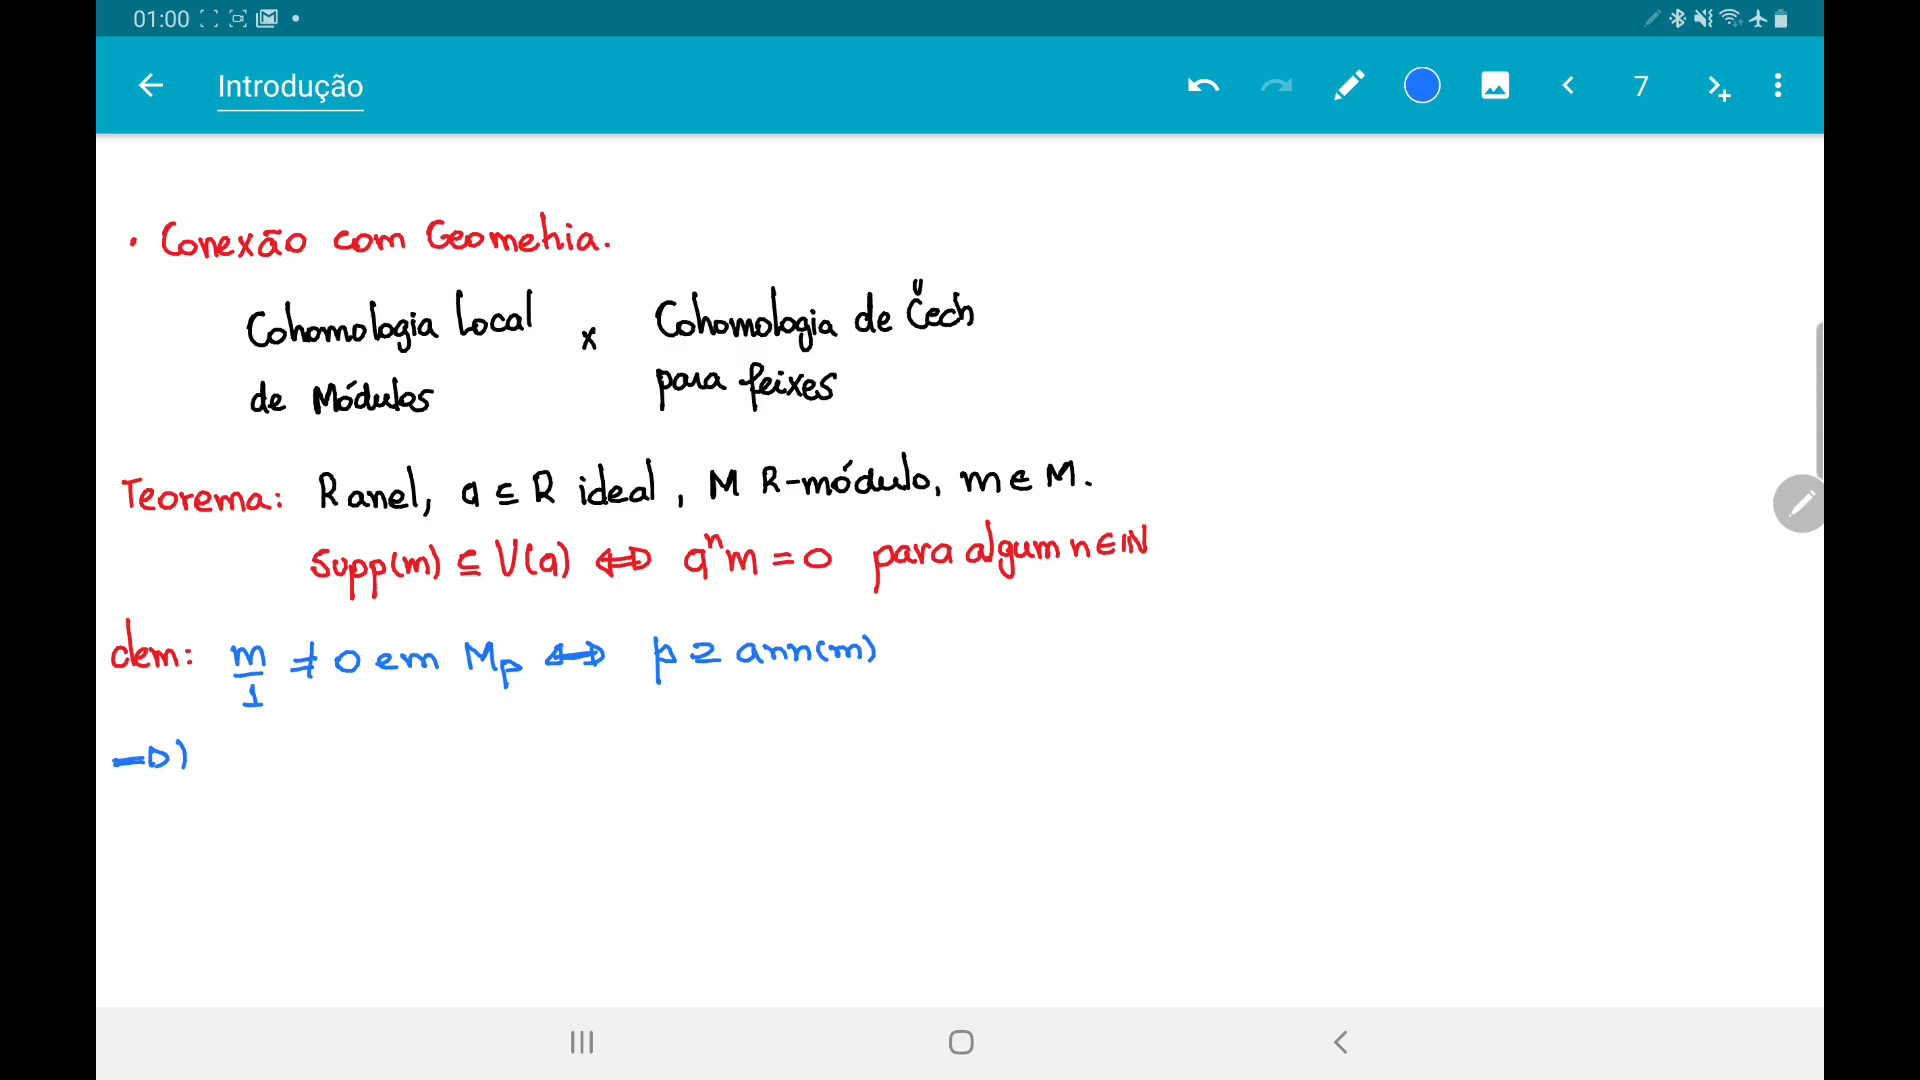 01:00
Introdução
7
· Conexão com Geometria.
Cohomologia Local x Cohomologia de Čech
de Módulos para feixes
Teorema: R anel, a ⊆ R ideal, M R-módulo, m ∈ M.
Supp(m) ⊆ V(a) ⇔ aⁿm = 0 para algum n ∈ ℕ
dem: m/1 ≠ 0 em Mₚ ⇔ p ⊇ ann(m)
⇒)